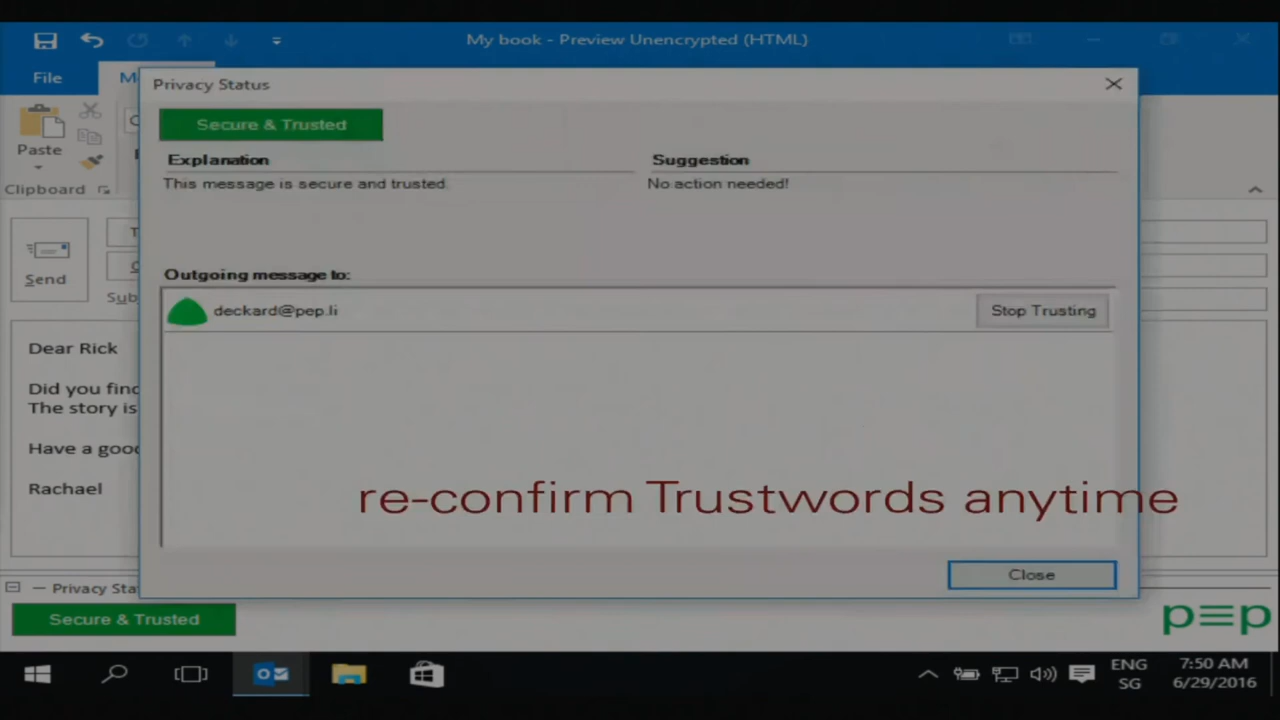 My book - Preview Unencrypted (HTML)
File
Privacy Status
Secure & Trusted
Paste
Explanation
Suggestion
This message is secure and trusted.
No action needed!
Clipboard
Send
Outgoing message to:
deckard@pep.li
Stop Trusting
Dear Rick
Did you find
The story is
Have a good
Rachael
re-confirm Trustwords anytime
Close
Privacy Sta
Secure & Trusted
p≡p
ENG
SG
7:50 AM
6/29/2016